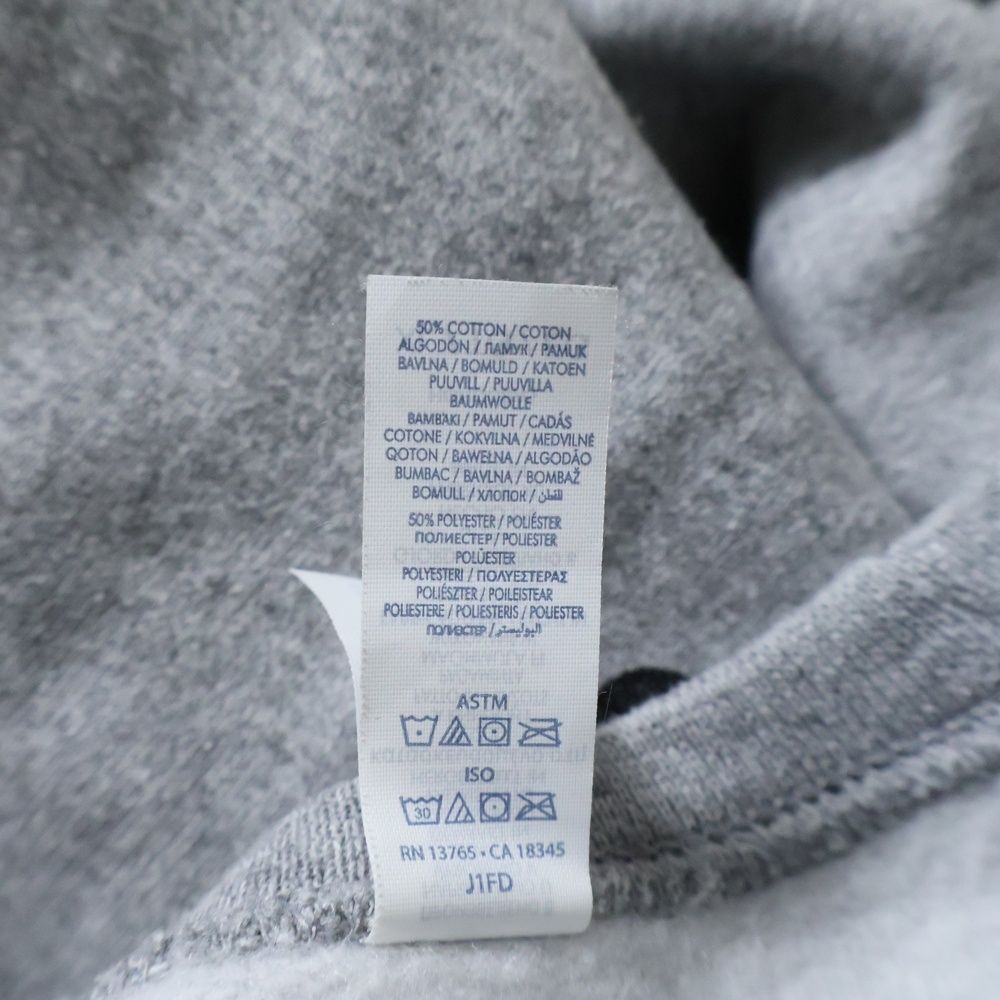 50% COTTON / COTON
ALGODÓN / ПАМУК / PAMUK
BAVLNA / BOMULD / KATOEN
PUUVILL / PUUVILLA
BAUMWOLLE
BAMBAKI / PAMUT / CADÁS
COTONE / KOKVILNA / MEDVILNĖ
QOTON / BAWEŁNA / ALGODÃO
BUMBAC / BAVLNA / BOMBAŽ
BOMULL / ХЛОПОК / القطن
50% POLYESTER / POLIÉSTER
ПОЛИЕСТЕР / POLIESTER
POLÜESTER
POLYESTERI / ΠΟΛΥΕΣΤΕΡΑΣ
POLIÉSZTER / POILEISTEAR
POLIESTERE / POLIESTERIS / POLIESTER
ПОЛИЭСТЕР / البوليستر
ASTM
ISO
30
RN 13765 • CA 18345
J1FD